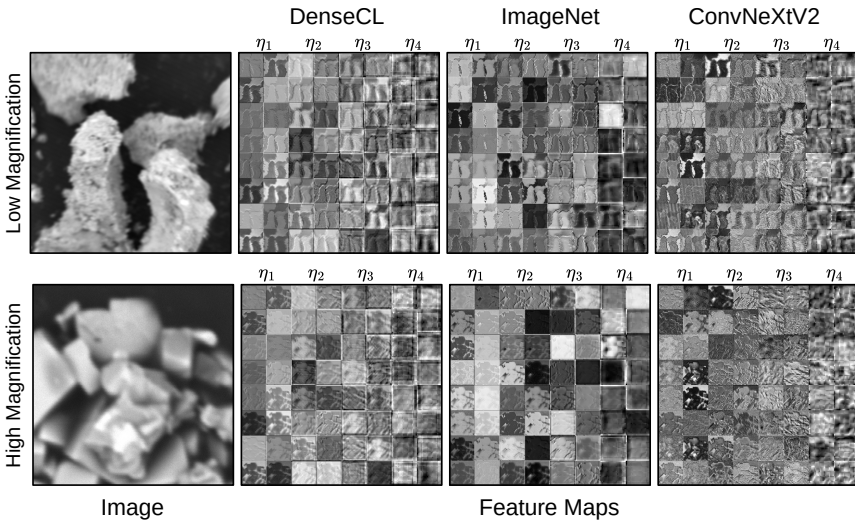 DenseCL ImageNet ConvNeXtV2
η1 η2 η3 η4 η1 η2 η3 η4 η1 η2 η3 η4
Low Magnification
η1 η2 η3 η4 η1 η2 η3 η4 η1 η2 η3 η4
High Magnification
Image Feature Maps